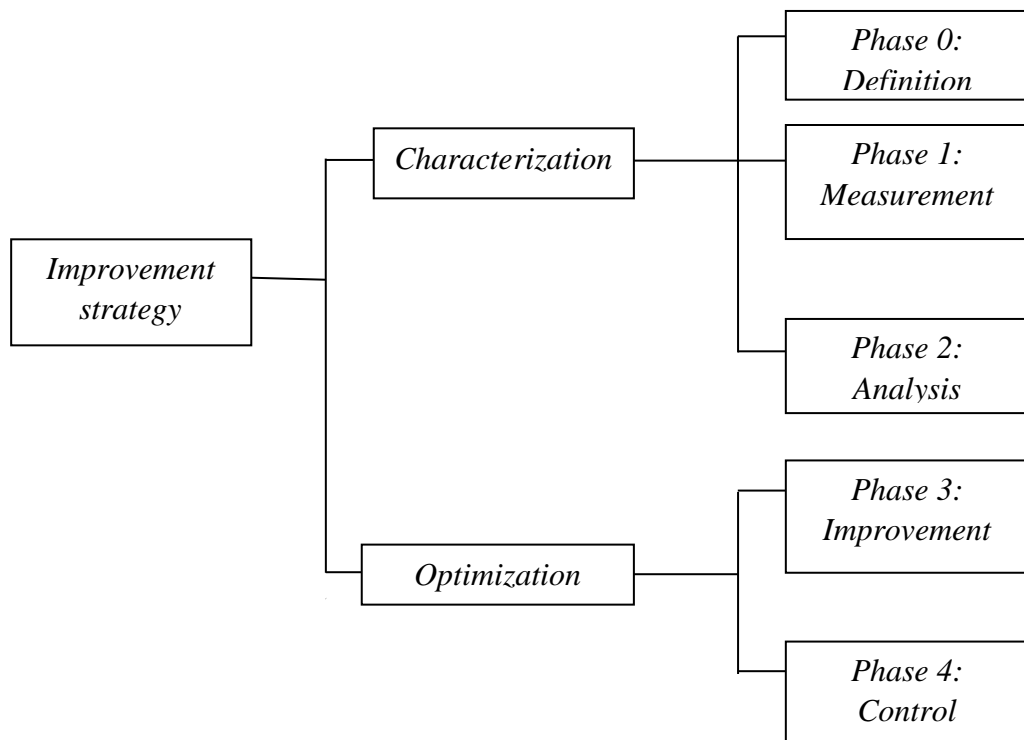 Improvement
strategy
Characterization
Phase 0:
Definition
Phase 1:
Measurement
Phase 2:
Analysis
Optimization
Phase 3:
Improvement
Phase 4:
Control